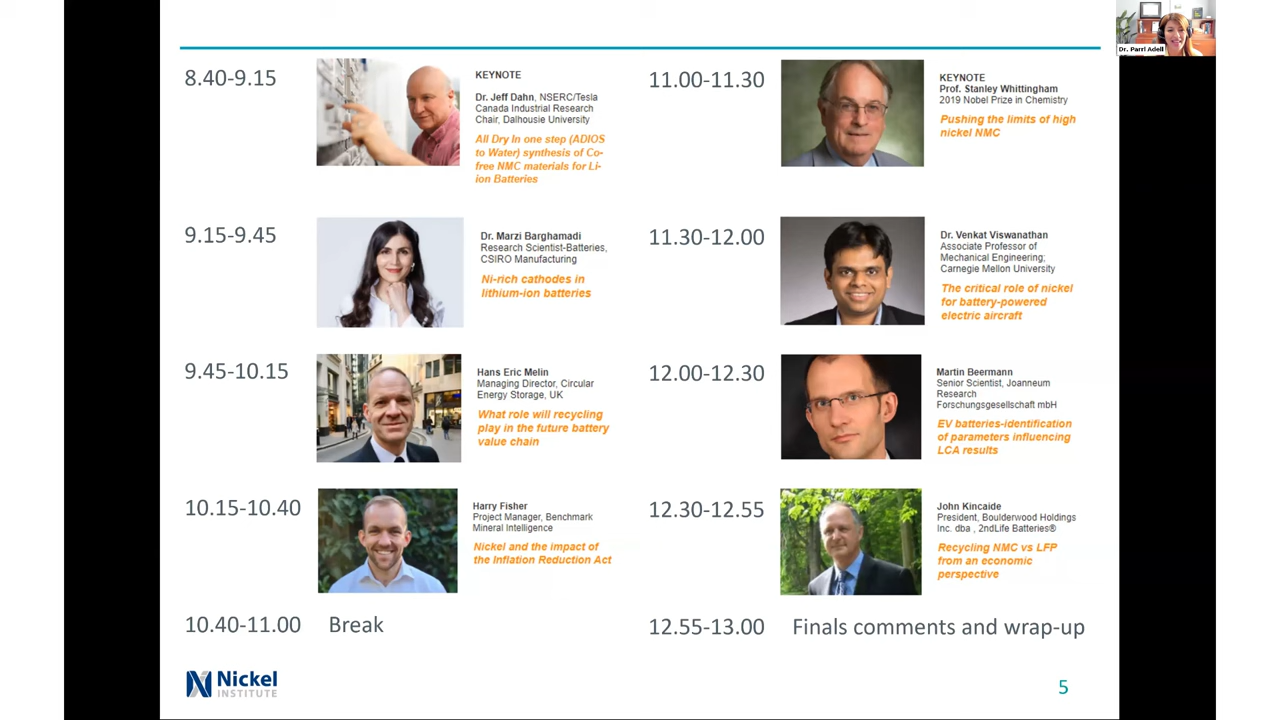 Dr. Parri Adell
8.40-9.15
KEYNOTE
Dr. Jeff Dahn, NSERC/Tesla
Canada Industrial Research
Chair, Dalhousie University
All Dry In one step (ADIOS
to Water) synthesis of Co-
free NMC materials for Li-
ion Batteries
9.15-9.45
Dr. Marzi Barghamadi
Research Scientist-Batteries,
CSIRO Manufacturing
Ni-rich cathodes in
lithium-ion batteries
9.45-10.15
Hans Eric Melin
Managing Director, Circular
Energy Storage, UK
What role will recycling
play in the future battery
value chain
10.15-10.40
Harry Fisher
Project Manager, Benchmark
Mineral Intelligence
Nickel and the impact of
the Inflation Reduction Act
10.40-11.00 Break
11.00-11.30
KEYNOTE
Prof. Stanley Whittingham
2019 Nobel Prize in Chemistry
Pushing the limits of high
nickel NMC
11.30-12.00
Dr. Venkat Viswanathan
Associate Professor of
Mechanical Engineering;
Carnegie Mellon University
The critical role of nickel
for battery-powered
electric aircraft
12.00-12.30
Martin Beermann
Senior Scientist, Joanneum
Research
Forschungsgesellschaft mbH
EV batteries-identification
of parameters influencing
LCA results
12.30-12.55
John Kincaide
President, Boulderwood Holdings
Inc. dba , 2ndLife Batteries®
Recycling NMC vs LFP
from an economic
perspective
12.55-13.00 Finals comments and wrap-up
Nickel
INSTITUTE
5